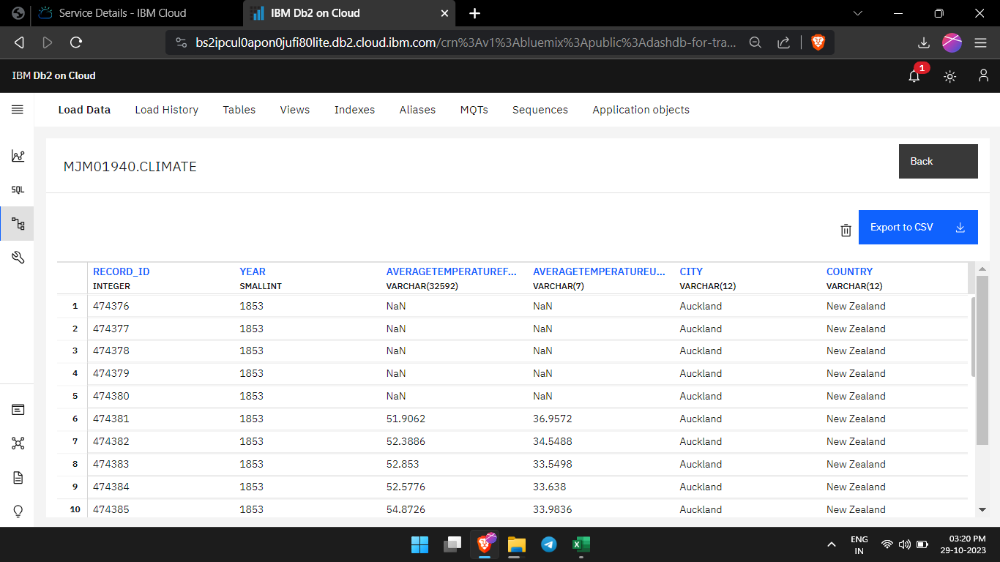 Service Details - IBM Cloud
IBM Db2 on Cloud
bs2ipcul0apon0jufi80lite.db2.cloud.ibm.com/crn%3Av1%3Abluemix%3Apublic%3Adashdb-for-tra...
IBM Db2 on Cloud
1
Load Data Load History Tables Views Indexes Aliases MQTs Sequences Application objects
MJM01940.CLIMATE
Back
SQL
Export to CSV
RECORD_ID YEAR AVERAGETEMPERATUREF... AVERAGETEMPERATUREU... CITY COUNTRY
INTEGER SMALLINT VARCHAR(32592) VARCHAR(7) VARCHAR(12) VARCHAR(12)
1 474376 1853 NaN NaN Auckland New Zealand
2 474377 1853 NaN NaN Auckland New Zealand
3 474378 1853 NaN NaN Auckland New Zealand
4 474379 1853 NaN NaN Auckland New Zealand
5 474380 1853 NaN NaN Auckland New Zealand
6 474381 1853 51.9062 36.9572 Auckland New Zealand
7 474382 1853 52.3886 34.5488 Auckland New Zealand
8 474383 1853 52.853 33.5498 Auckland New Zealand
9 474384 1853 52.5776 33.638 Auckland New Zealand
10 474385 1853 54.8726 33.9836 Auckland New Zealand
ENG 03:20 PM
IN 29-10-2023